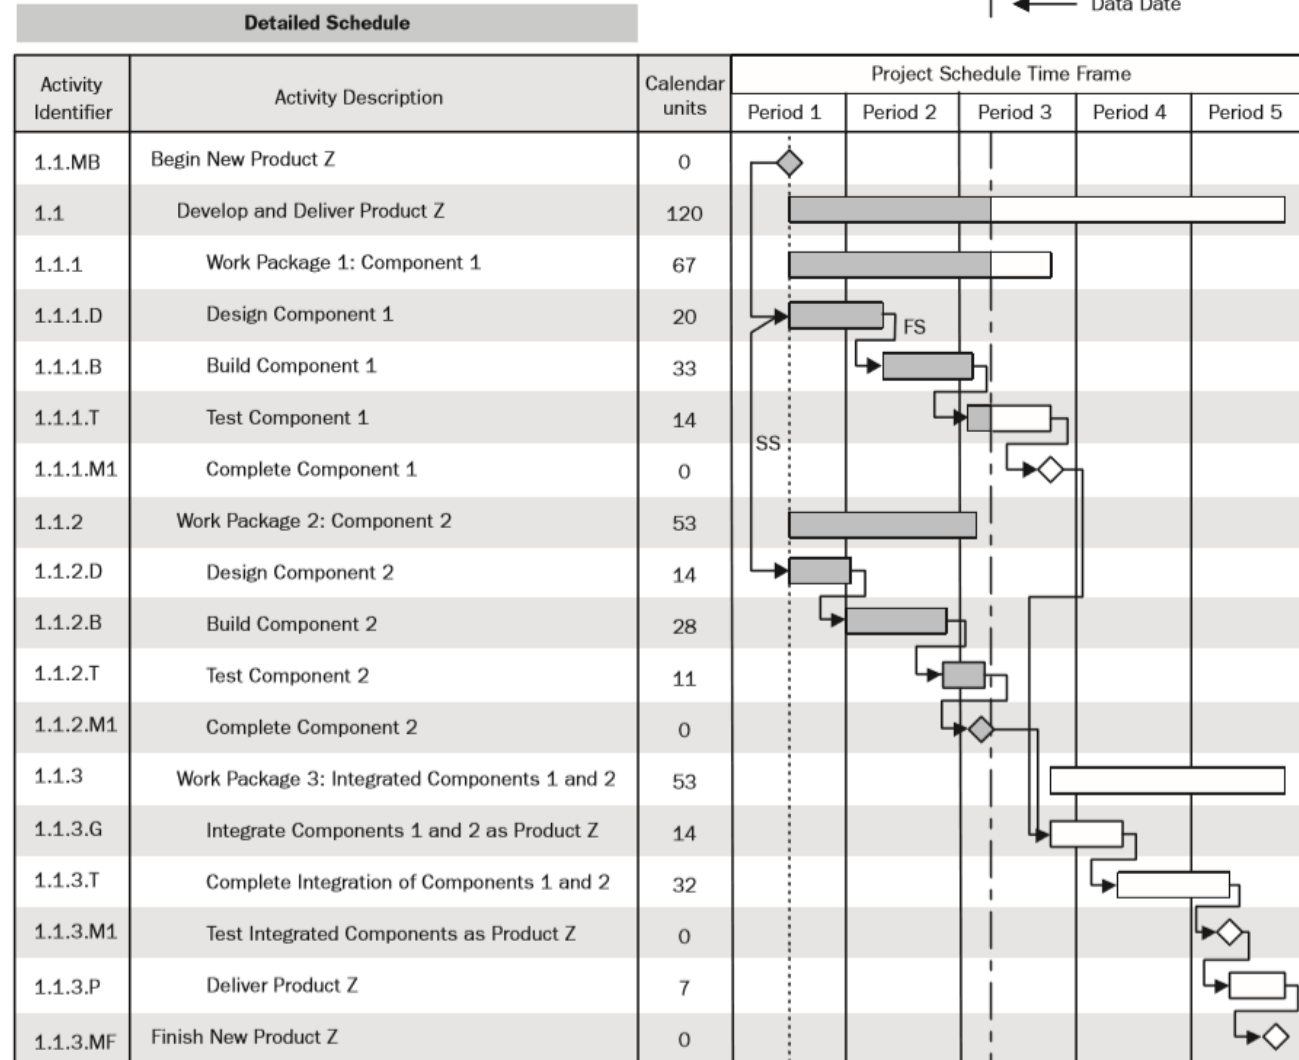 Data Date
Detailed Schedule
Activity Identifier Activity Description Calendar units Project Schedule Time Frame
Period 1 Period 2 Period 3 Period 4 Period 5
1.1.MB Begin New Product Z 0
1.1 Develop and Deliver Product Z 120
1.1.1 Work Package 1: Component 1 67
1.1.1.D Design Component 1 20
FS
1.1.1.B Build Component 1 33
1.1.1.T Test Component 1 14
SS
1.1.1.M1 Complete Component 1 0
1.1.2 Work Package 2: Component 2 53
1.1.2.D Design Component 2 14
1.1.2.B Build Component 2 28
1.1.2.T Test Component 2 11
1.1.2.M1 Complete Component 2 0
1.1.3 Work Package 3: Integrated Components 1 and 2 53
1.1.3.G Integrate Components 1 and 2 as Product Z 14
1.1.3.T Complete Integration of Components 1 and 2 32
1.1.3.M1 Test Integrated Components as Product Z 0
1.1.3.P Deliver Product Z 7
1.1.3.MF Finish New Product Z 0